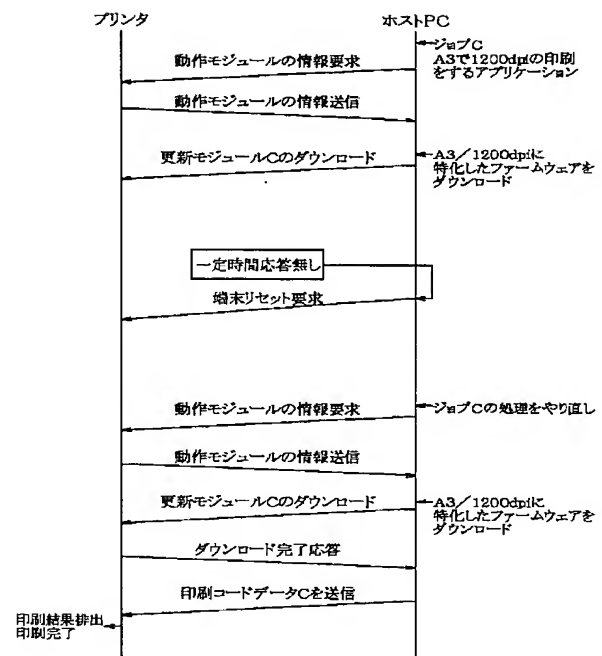 プリンタ
ホストPC
ジョブC
A3で1200dpiの印刷
をするアプリケーション
動作モジュールの情報要求
動作モジュールの情報送信
更新モジュールCのダウンロード
A3／1200dpiに
特化したファームウェアを
ダウンロード
一定時間応答無し
端末リセット要求
動作モジュールの情報要求
ジョブCの処理をやり直し
動作モジュールの情報送信
更新モジュールCのダウンロード
A3／1200dpiに
特化したファームウェアを
ダウンロード
ダウンロード完了応答
印刷コードデータCを送信
印刷結果排出
印刷完了